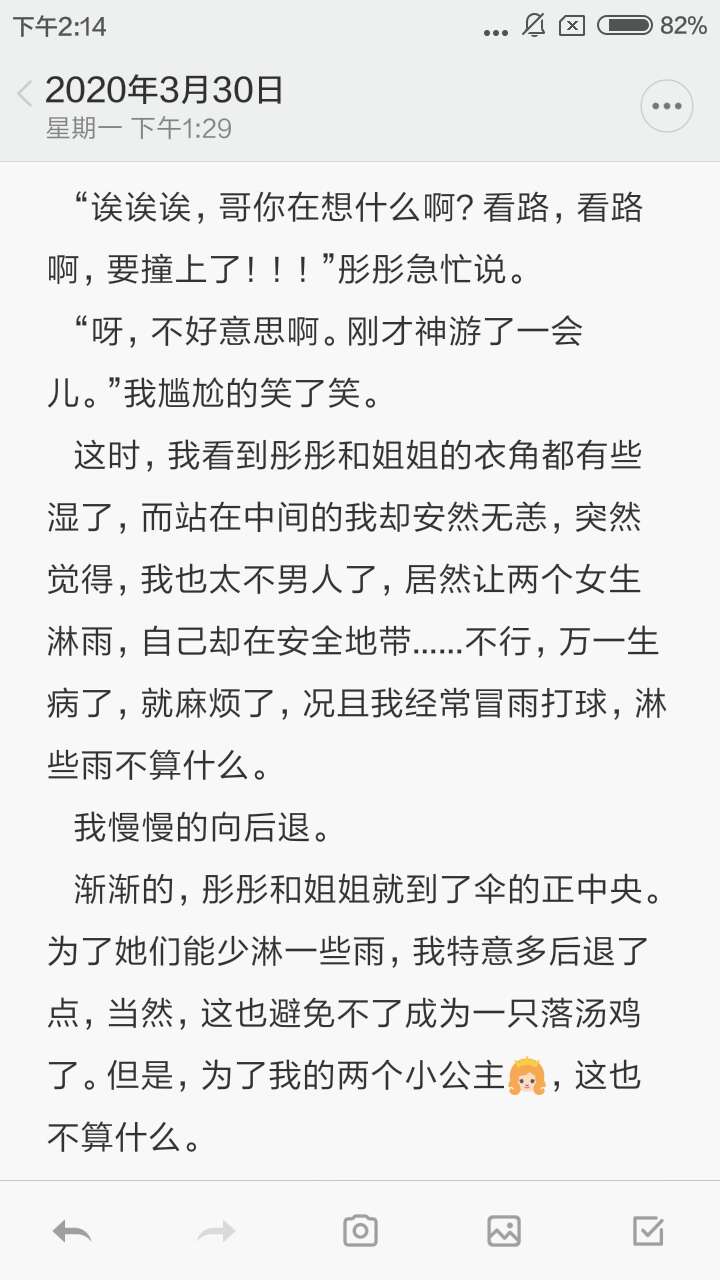 下午2:14
... 82%
2020年3月30日
星期一 下午1:29
“诶诶诶，哥你在想什么啊？看路，看路
啊，要撞上了！！！”彤彤急忙说。
“呀，不好意思啊。刚才神游了一会
儿。”我尴尬的笑了笑。
这时，我看到彤彤和姐姐的衣角都有些
湿了，而站在中间的我却安然无恙，突然
觉得，我也太不男人了，居然让两个女生
淋雨，自己却在安全地带......不行，万一生
病了，就麻烦了，况且我经常冒雨打球，淋
些雨不算什么。
我慢慢的向后退。
渐渐的，彤彤和姐姐就到了伞的正中央。
为了她们能少淋一些雨，我特意多后退了
点，当然，这也避免不了成为一只落汤鸡
了。但是，为了我的两个小公主👸，这也
不算什么。